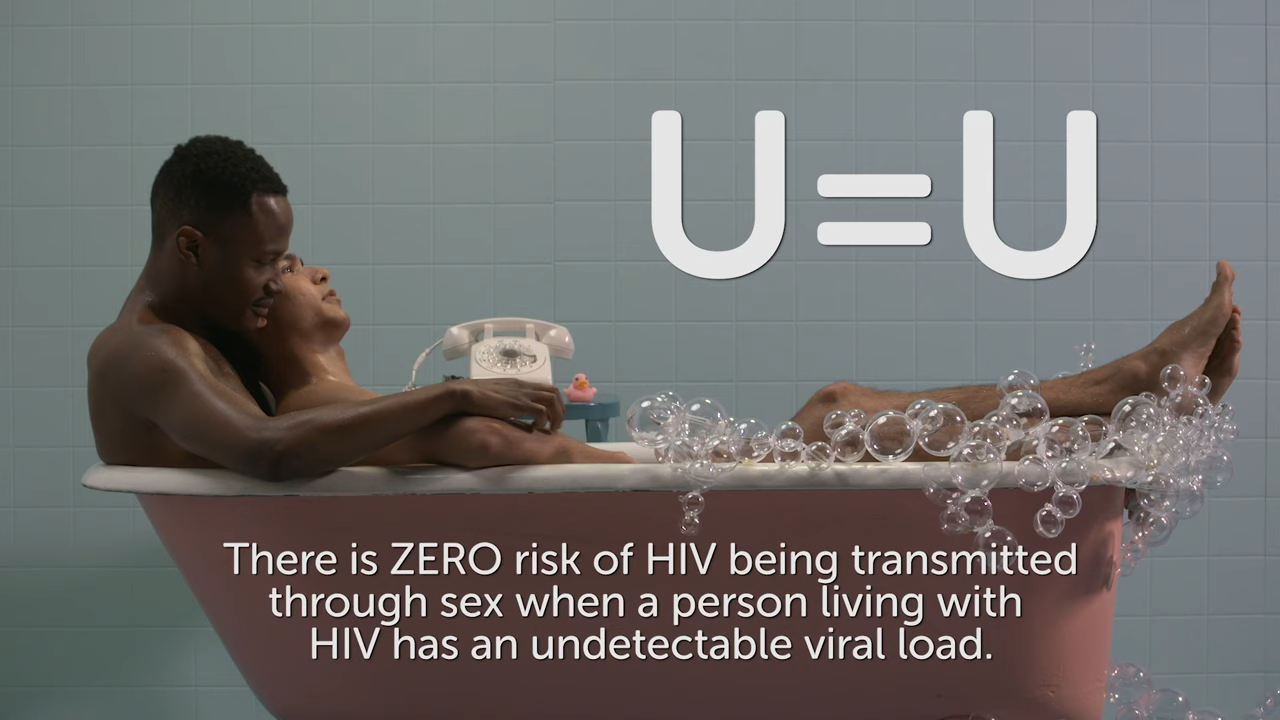 U=U
There is ZERO risk of HIV being transmitted
through sex when a person living with
HIV has an undetectable viral load.